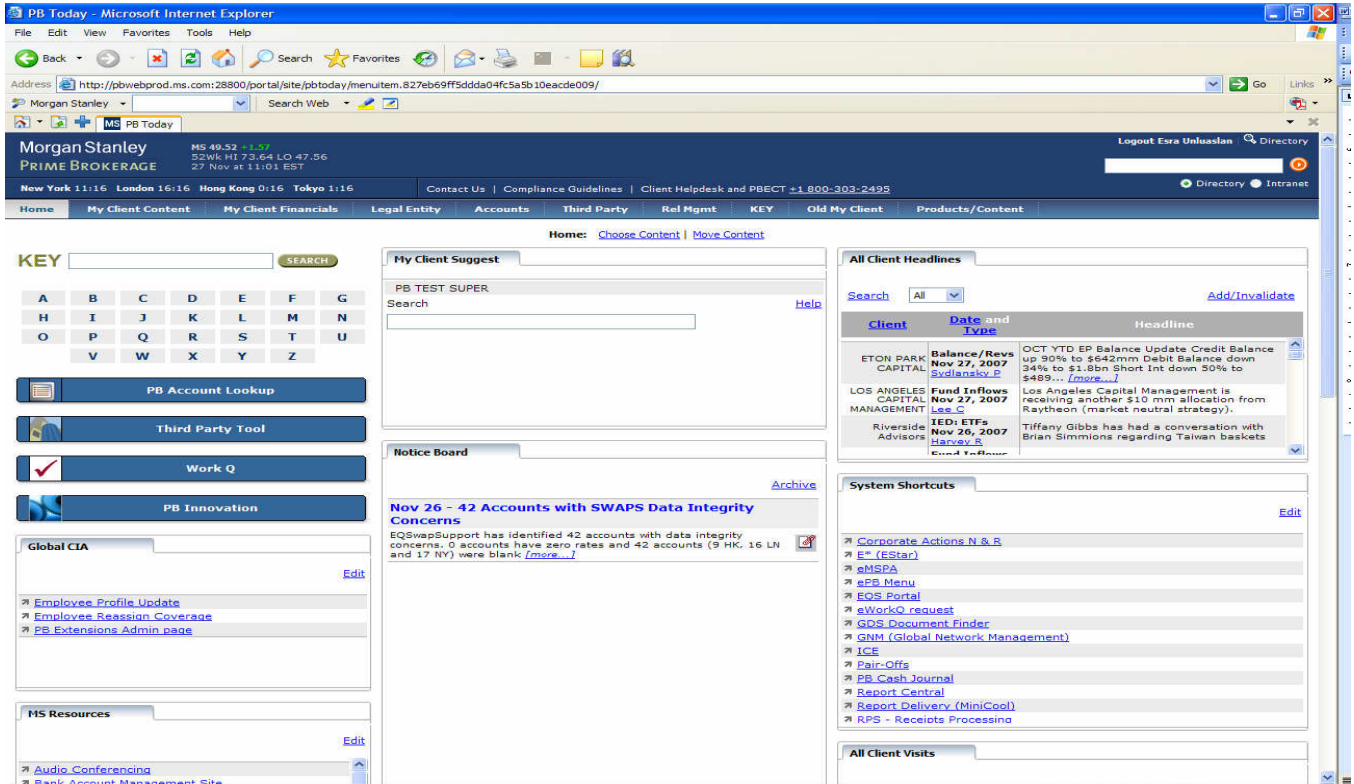 PB Today - Microsoft Internet Explorer
File Edit View Favorites Tools Help
Back Search Favorites
Address http://pbwebprod.ms.com:28800/portal/site/pbtoday/menuitem.827eb69ff5ddda04fc5a5b10eacde009/ Go Links »
Morgan Stanley Search Web
MS PB Today
Morgan Stanley
PRIME BROKERAGE
MS 49.52 +1.57
52Wk HI 73.64 LO 47.56
27 Nov at 11:01 EST
Logout Esra Unluaslan Directory
Directory Intranet
New York 11:16 London 16:16 Hong Kong 0:16 Tokyo 1:16
Contact Us | Compliance Guidelines | Client Helpdesk and PBECT +1 800-303-2495
Home My Client Content My Client Financials Legal Entity Accounts Third Party Rel Mgmt KEY Old My Client Products/Content
Home: Choose Content | Move Content
KEY SEARCH
A B C D E F G
H I J K L M N
O P Q R S T U
V W X Y Z
PB Account Lookup
Third Party Tool
Work Q
PB Innovation
Global CIA
Edit
Employee Profile Update
Employee Reassign Coverage
PB Extensions Admin page
MS Resources
Edit
Audio Conferencing
Bank Account Management Site
My Client Suggest
PB TEST SUPER
Search Help
Notice Board
Archive
Nov 26 - 42 Accounts with SWAPS Data Integrity
Concerns
EQSwapSupport has identified 42 accounts with data integrity
concerns. 0 accounts have zero rates and 42 accounts (9 HK, 16 LN
and 17 NY) were blank [more...]
All Client Headlines
Search All Add/Invalidate
Client Date and Type Headline
ETON PARK CAPITAL
Balance/Revs
Nov 27, 2007
Sydlansky P
OCT YTD EP Balance Update Credit Balance
up 90% to $642mm Debit Balance down
34% to $1.8bn Short Int down 50% to
$489... [more...]
LOS ANGELES CAPITAL MANAGEMENT
Fund Inflows
Nov 27, 2007
Lee C
Los Angeles Capital Management is
receiving another $10 mm allocation from
Raytheon (market neutral strategy).
Riverside Advisors
IED: ETFs
Nov 26, 2007
Harvey R
Tiffany Gibbs has had a conversation with
Brian Simmions regarding Taiwan baskets
Fund Inflows
System Shortcuts
Edit
Corporate Actions N & R
E* (EStar)
eMSPA
ePB Menu
EQS Portal
eWorkQ request
GDS Document Finder
GNM (Global Network Management)
ICE
Pair-Offs
PB Cash Journal
Report Central
Report Delivery (MiniCool)
RPS - Receipts Processing
All Client Visits